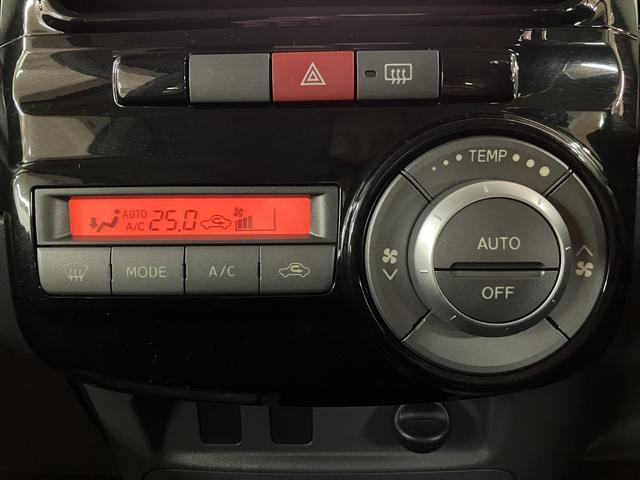 TEMP
AUTO
A/C
25.0
MODE
A/C
AUTO
OFF